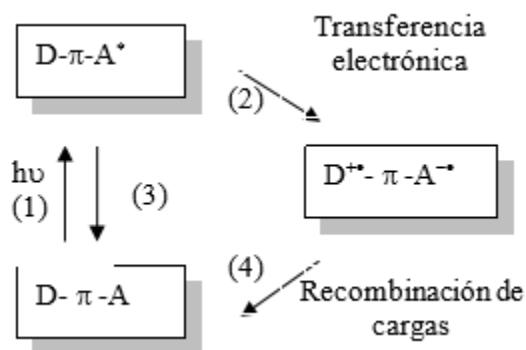 Transferencia
electrónica
D-π-A*
(2)
hυ
(1)
(3)
D⁺•- π -A⁻•
D- π -A
(4)
Recombinación de
cargas